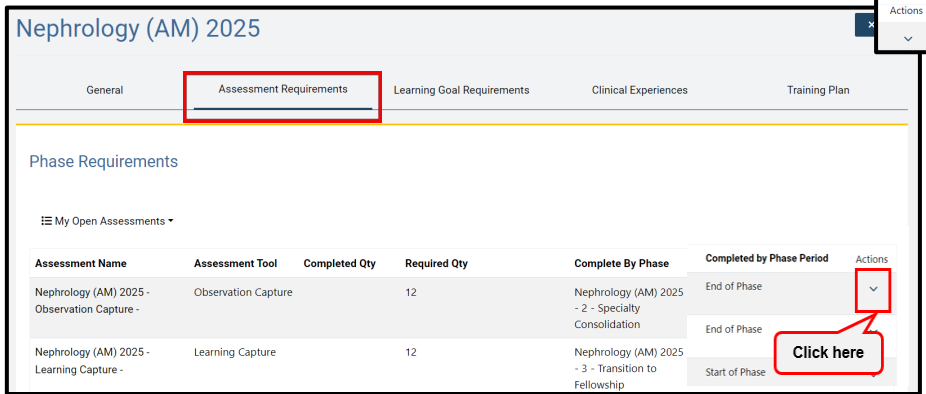 Actions
Nephrology (AM) 2025
×
General
Assessment Requirements
Learning Goal Requirements
Clinical Experiences
Training Plan
Phase Requirements
My Open Assessments
Assessment Name Assessment Tool Completed Qty Required Qty Complete By Phase Completed by Phase Period Actions
Nephrology (AM) 2025 - Observation Capture 12 Nephrology (AM) 2025 End of Phase
Observation Capture - - 2 - Specialty
Consolidation
End of Phase
Click here
Nephrology (AM) 2025 - Learning Capture 12 Nephrology (AM) 2025
Learning Capture - - 3 - Transition to Start of Phase
Fellowship